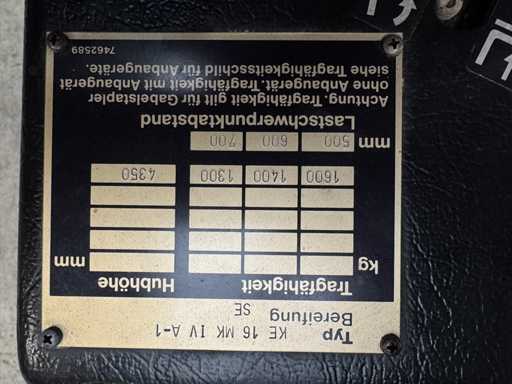 Typ KE 16 MK IV A-1
Bereifung SE
Tragfähigkeit Hubhöhe
kg mm
1600 1400 1300 4350
mm 500 600 700
Lastschwerpunktabstand
Achtung. Tragfähigkeit gilt für Gabelstapler
ohne Anbaugerät. Tragfähigkeit mit Anbaugerät
siehe Tragfähigkeitsschild für Anbaugeräte.
7462589